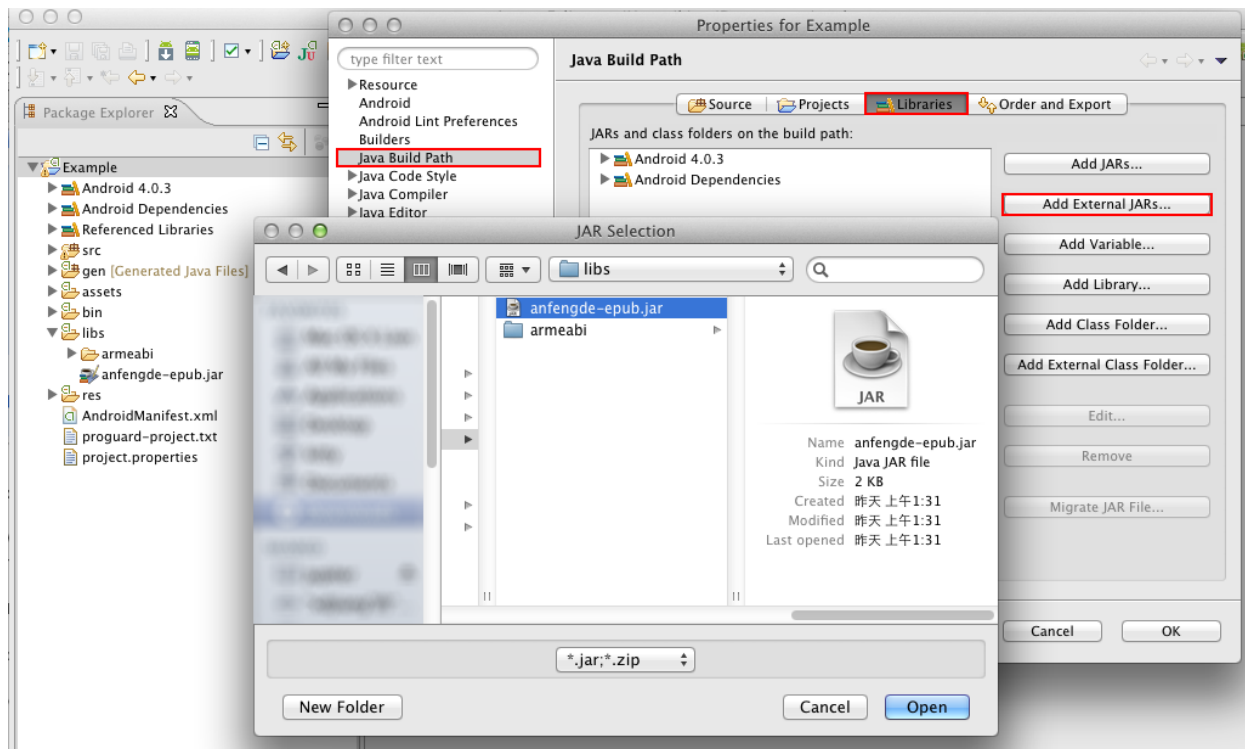 Properties for Example
type filter text
Java Build Path
Package Explorer
Resource
Android
Android Lint Preferences
Builders
Java Build Path
Java Code Style
Java Compiler
Java Editor
Source
Projects
Libraries
Order and Export
JARs and class folders on the build path:
Android 4.0.3
Android Dependencies
Add JARs...
Add External JARs...
Add Variable...
Add Library...
Add Class Folder...
Add External Class Folder...
Edit...
Remove
Migrate JAR File...
Cancel
OK
Example
Android 4.0.3
Android Dependencies
Referenced Libraries
src
gen [Generated Java Files]
assets
bin
libs
armeabi
anfengde-epub.jar
res
AndroidManifest.xml
proguard-project.txt
project.properties
JAR Selection
libs
anfengde-epub.jar
armeabi
JAR
Name anfengde-epub.jar
Kind Java JAR file
Size 2 KB
Created 昨天 上午1:31
Modified 昨天 上午1:31
Last opened 昨天 上午1:31
*.jar;*.zip
New Folder
Cancel
Open